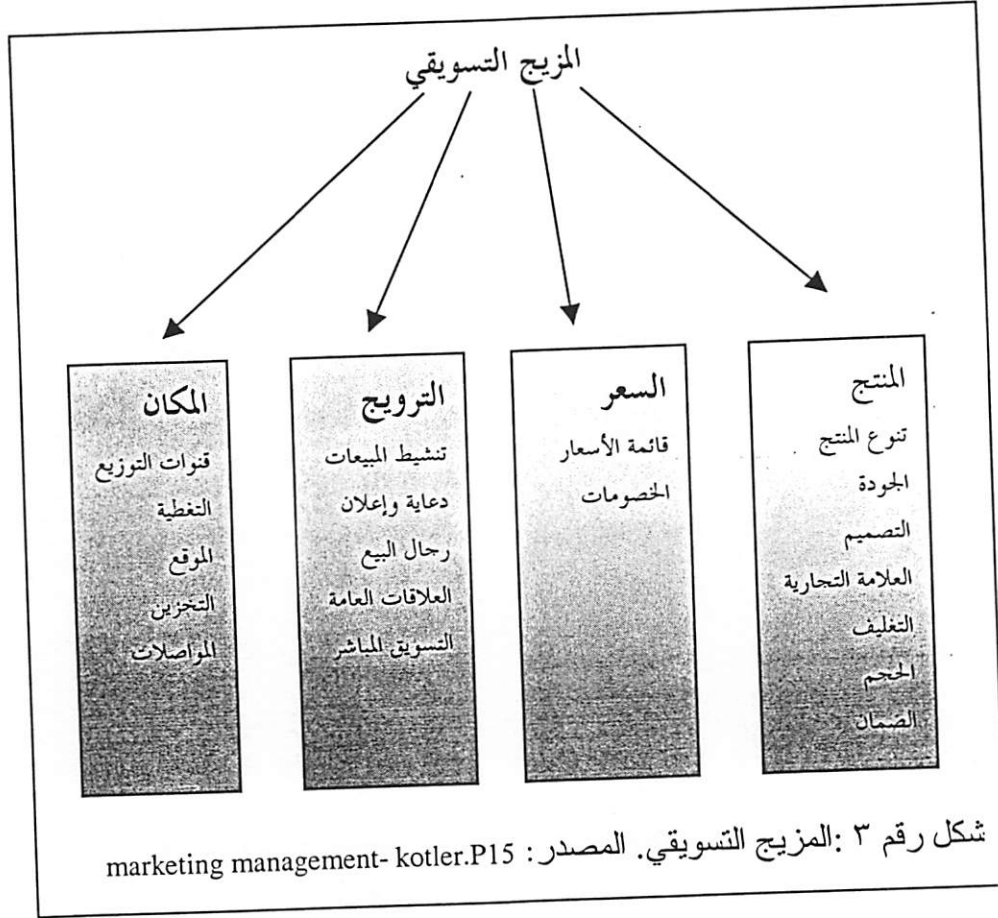 المزيج التسويقي
المنتج
تنوع المنتج
الجودة
التصميم
العلامة التجارية
التغليف
الحجم
الضمان
السعر
قائمة الأسعار
الخصومات
الترويج
تنشيط المبيعات
دعاية وإعلان
رجال البيع
العلاقات العامة
التسويق المباشر
المكان
قنوات التوزيع
التغطية
الموقع
التخزين
المواصلات
شكل رقم ٣ :المزيج التسويقي. المصدر : marketing management- kotler.P15